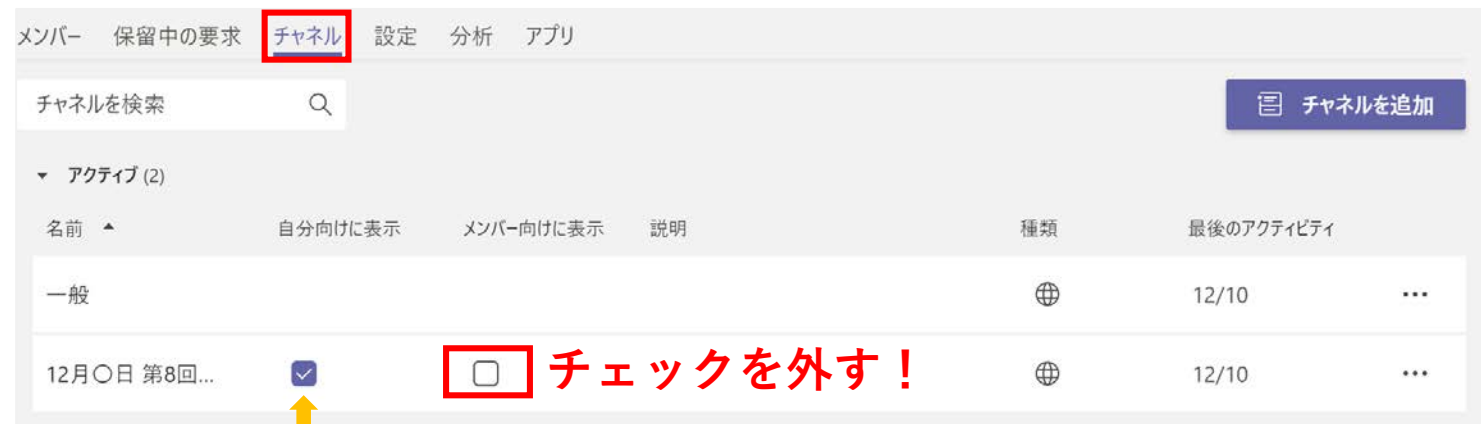 メンバー 保留中の要求 チャネル 設定 分析 アプリ
チャネルを検索 チャネルを追加
アクティブ (2)
名前 自分向けに表示 メンバー向けに表示 説明 種類 最後のアクティビティ
一般 12/10 ...
12月〇日 第8回... チェックを外す！ 12/10 ...